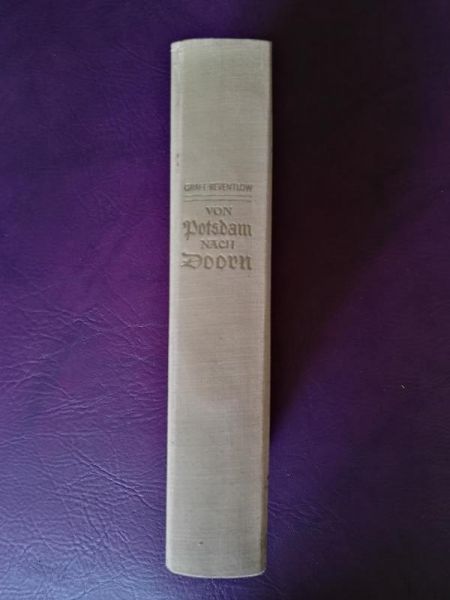 GRAF E. REVENTLOW
VON
Potsdam
NACH
Doorn